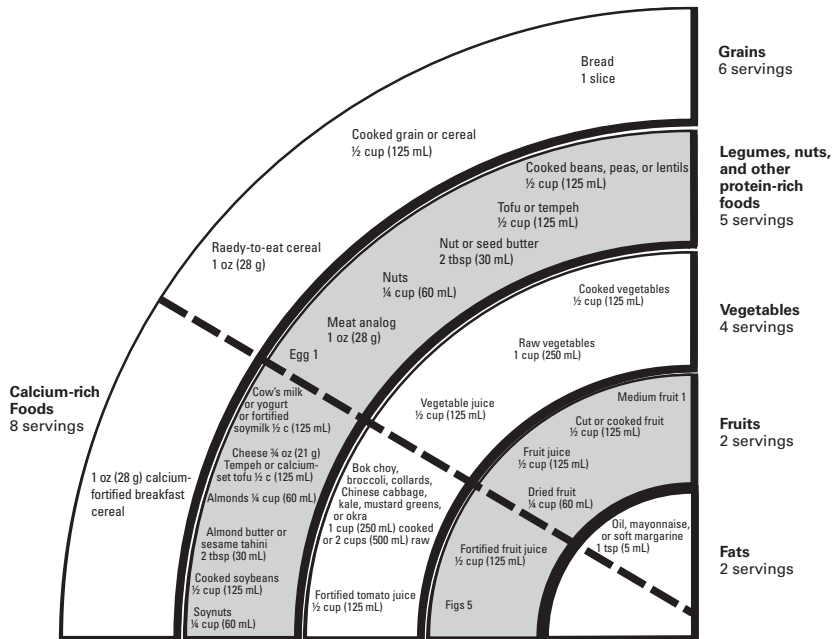 Grains
6 servings
Bread
1 slice
Cooked grain or cereal
½ cup (125 mL)
Raedy-to-eat cereal
1 oz (28 g)
Legumes, nuts,
and other
protein-rich
foods
5 servings
Cooked beans, peas, or lentils
½ cup (125 mL)
Tofu or tempeh
½ cup (125 mL)
Nut or seed butter
2 tbsp (30 mL)
Nuts
¼ cup (60 mL)
Meat analog
1 oz (28 g)
Egg 1
Vegetables
4 servings
Cooked vegetables
½ cup (125 mL)
Raw vegetables
1 cup (250 mL)
Vegetable juice
½ cup (125 mL)
Fruits
2 servings
Medium fruit 1
Cut or cooked fruit
½ cup (125 mL)
Fruit juice
½ cup (125 mL)
Dried fruit
¼ cup (60 mL)
Fats
2 servings
Oil, mayonnaise,
or soft margarine
1 tsp (5 mL)
Calcium-rich
Foods
8 servings
1 oz (28 g) calcium-
fortified breakfast
cereal
Cow's milk
or yogurt
or fortified
soymilk ½ c (125 mL)
Cheese ¾ oz (21 g)
Tempeh or calcium-
set tofu ½ c (125 mL)
Almonds ¼ cup (60 mL)
Almond butter or
sesame tahini
2 tbsp (30 mL)
Cooked soybeans
½ cup (125 mL)
Soynuts
¼ cup (60 mL)
Bok choy,
broccoli, collards,
Chinese cabbage,
kale, mustard greens,
or okra
1 cup (250 mL) cooked
or 2 cups (500 mL) raw
Fortified tomato juice
½ cup (125 mL)
Fortified fruit juice
½ cup (125 mL)
Figs 5